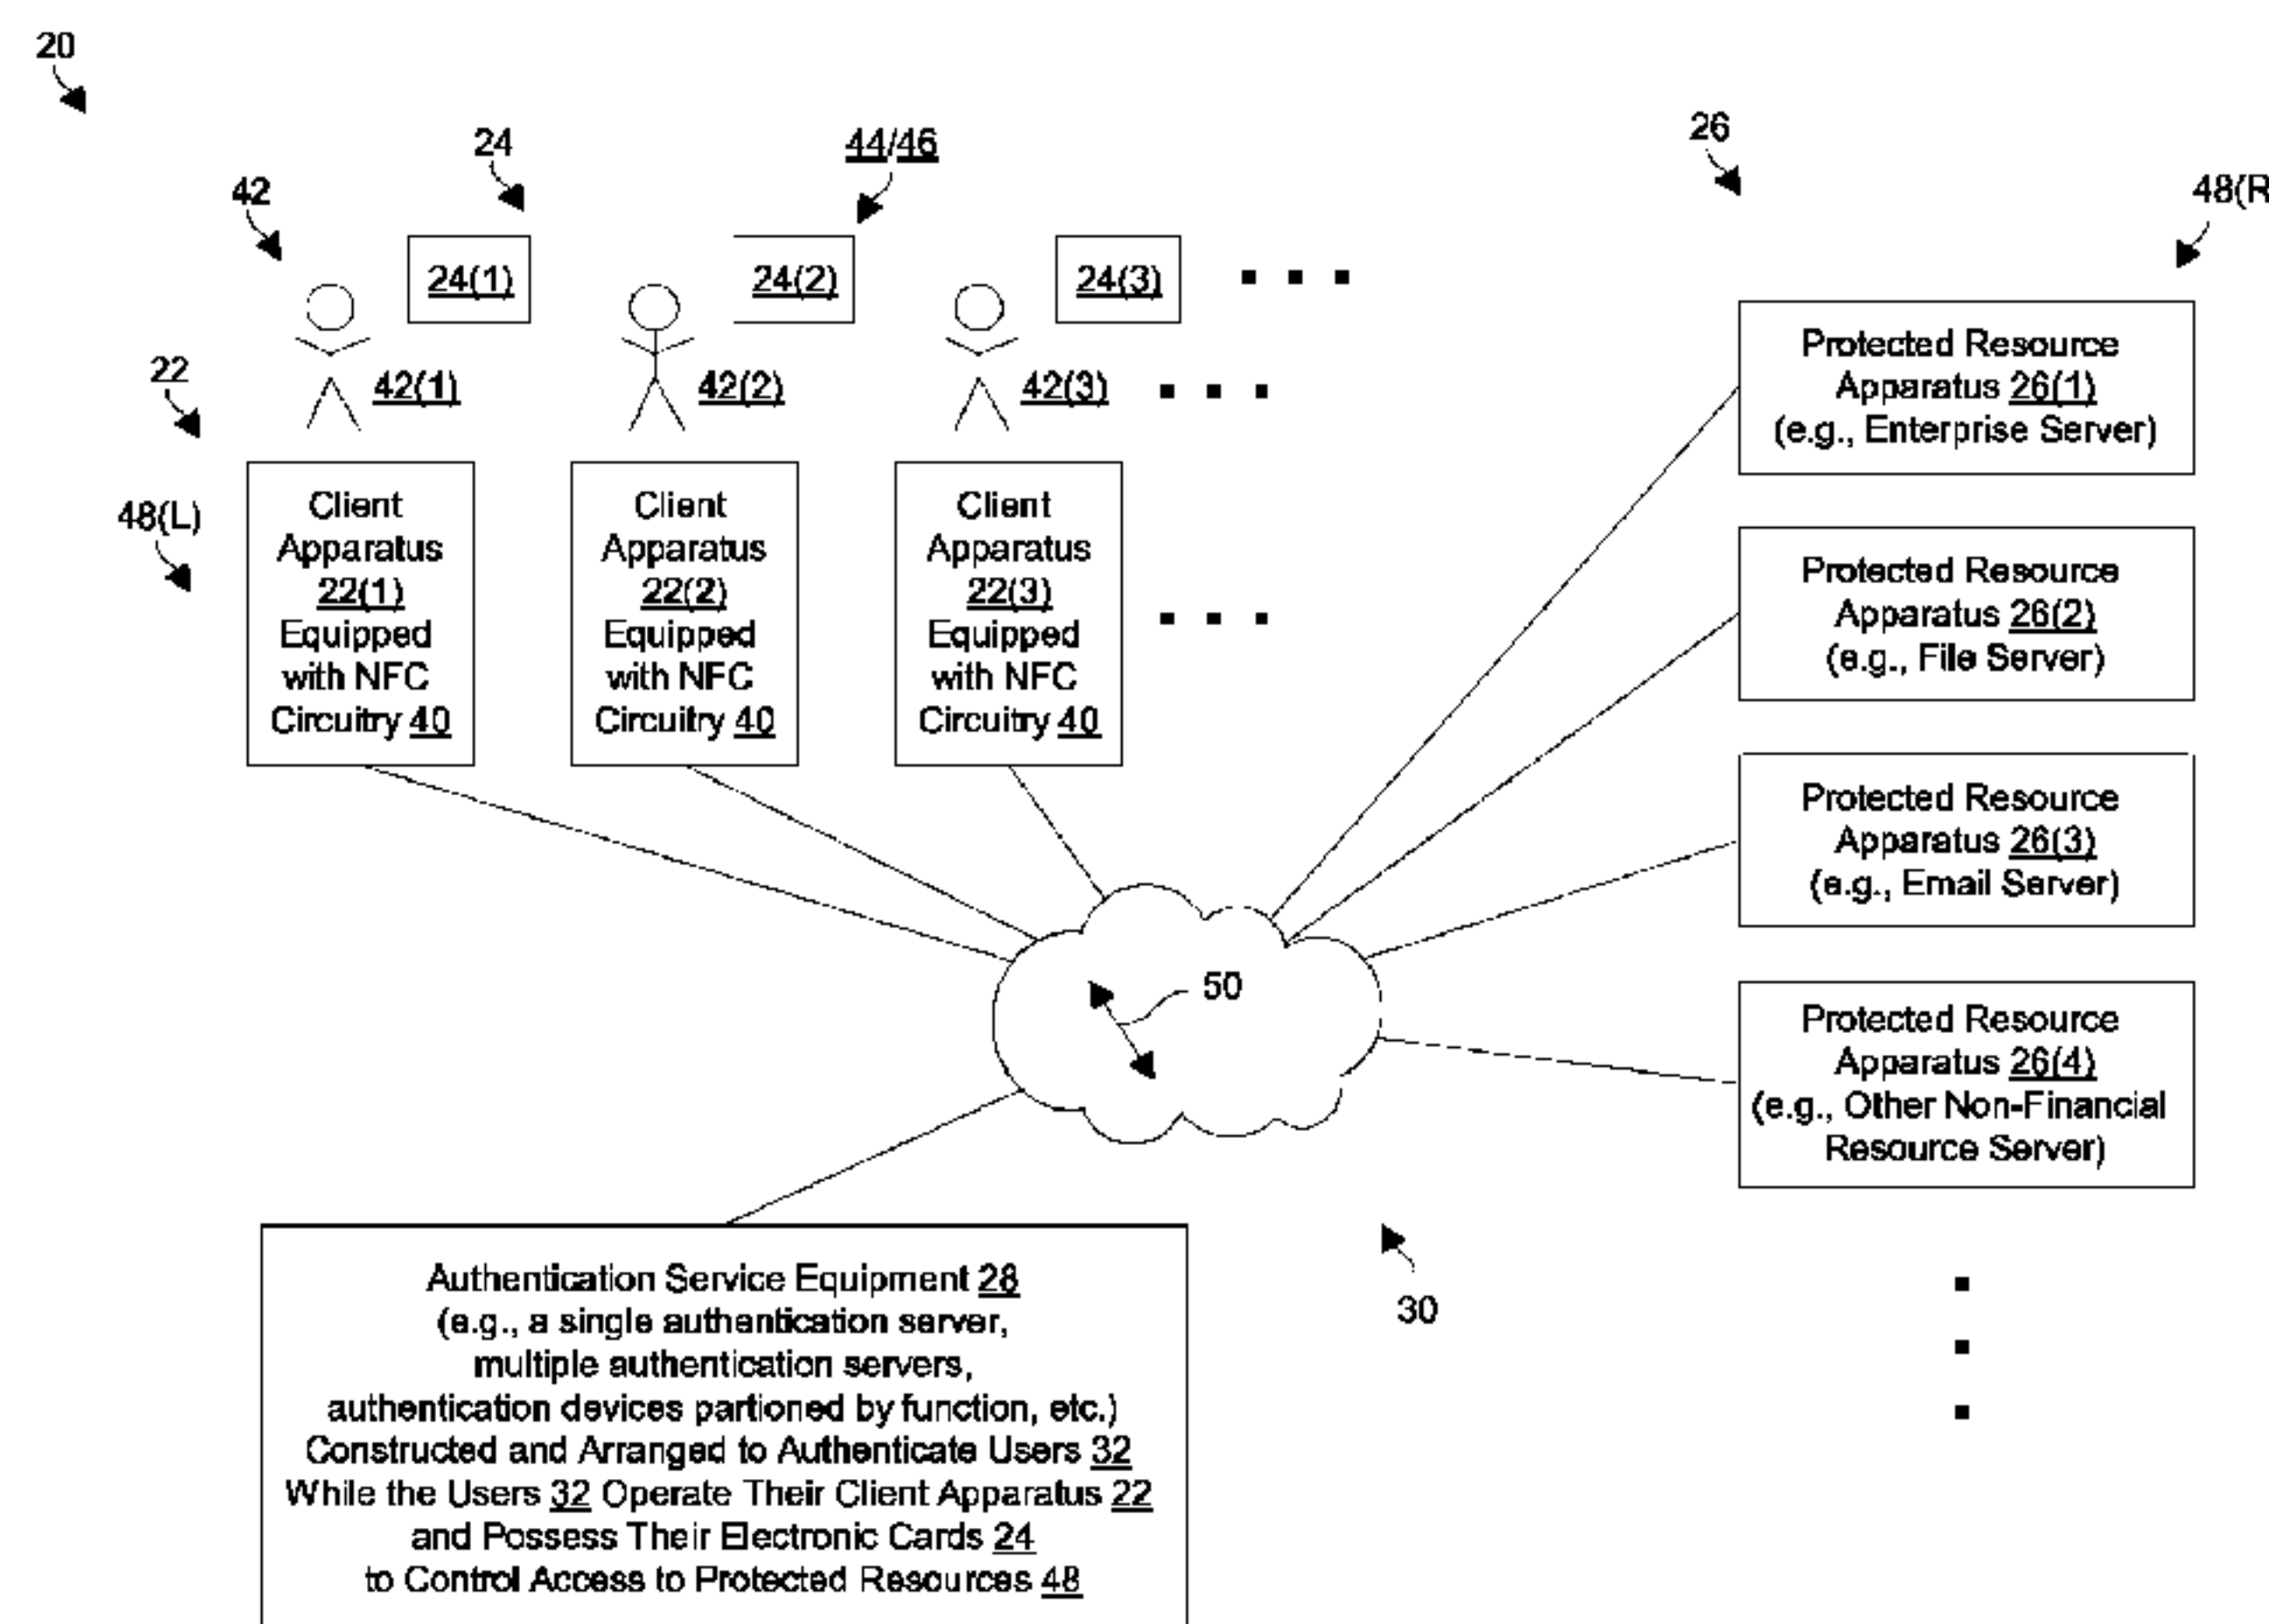 20
24
44/46
26
42
48(R
24(1)
24(2)
24(3)
22
42(1)
42(2)
42(3)
48(L)
Client
Apparatus
22(1)
Equipped
with NFC
Circuitry 40
Client
Apparatus
22(2)
Equipped
with NFC
Circuitry 40
Client
Apparatus
22(3)
Equipped
with NFC
Circuitry 40
Protected Resource
Apparatus 26(1)
(e.g., Enterprise Server)
Protected Resource
Apparatus 26(2)
(e.g., File Server)
Protected Resource
Apparatus 26(3)
(e.g., Email Server)
Protected Resource
Apparatus 26(4)
(e.g., Other Non-Financial
Resource Server)
50
30
Authentication Service Equipment 28
(e.g., a single authentication server,
multiple authentication servers,
authentication devices partioned by function, etc.)
Constructed and Arranged to Authenticate Users 32
While the Users 32 Operate Their Client Apparatus 22
and Possess Their Electronic Cards 24
to Control Access to Protected Resources 48